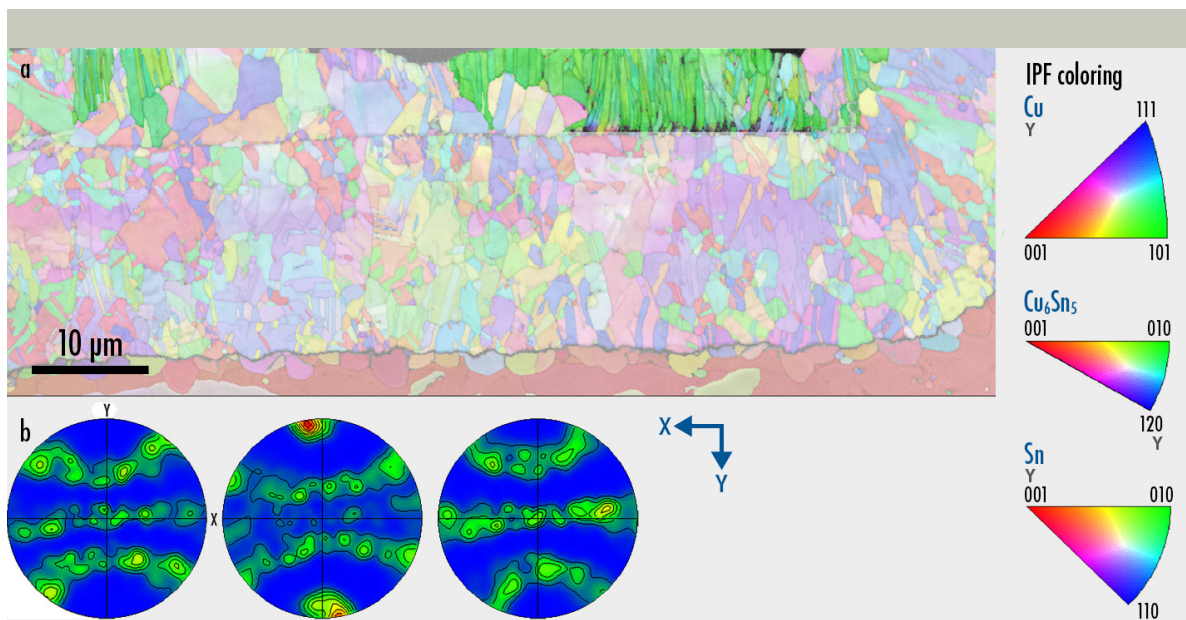 a
10 µm
IPF coloring
Cu
Y
111
001
101
Cu₆Sn₅
001
010
120
Y
Sn
Y
001
010
110
b
Y
X
X
Y